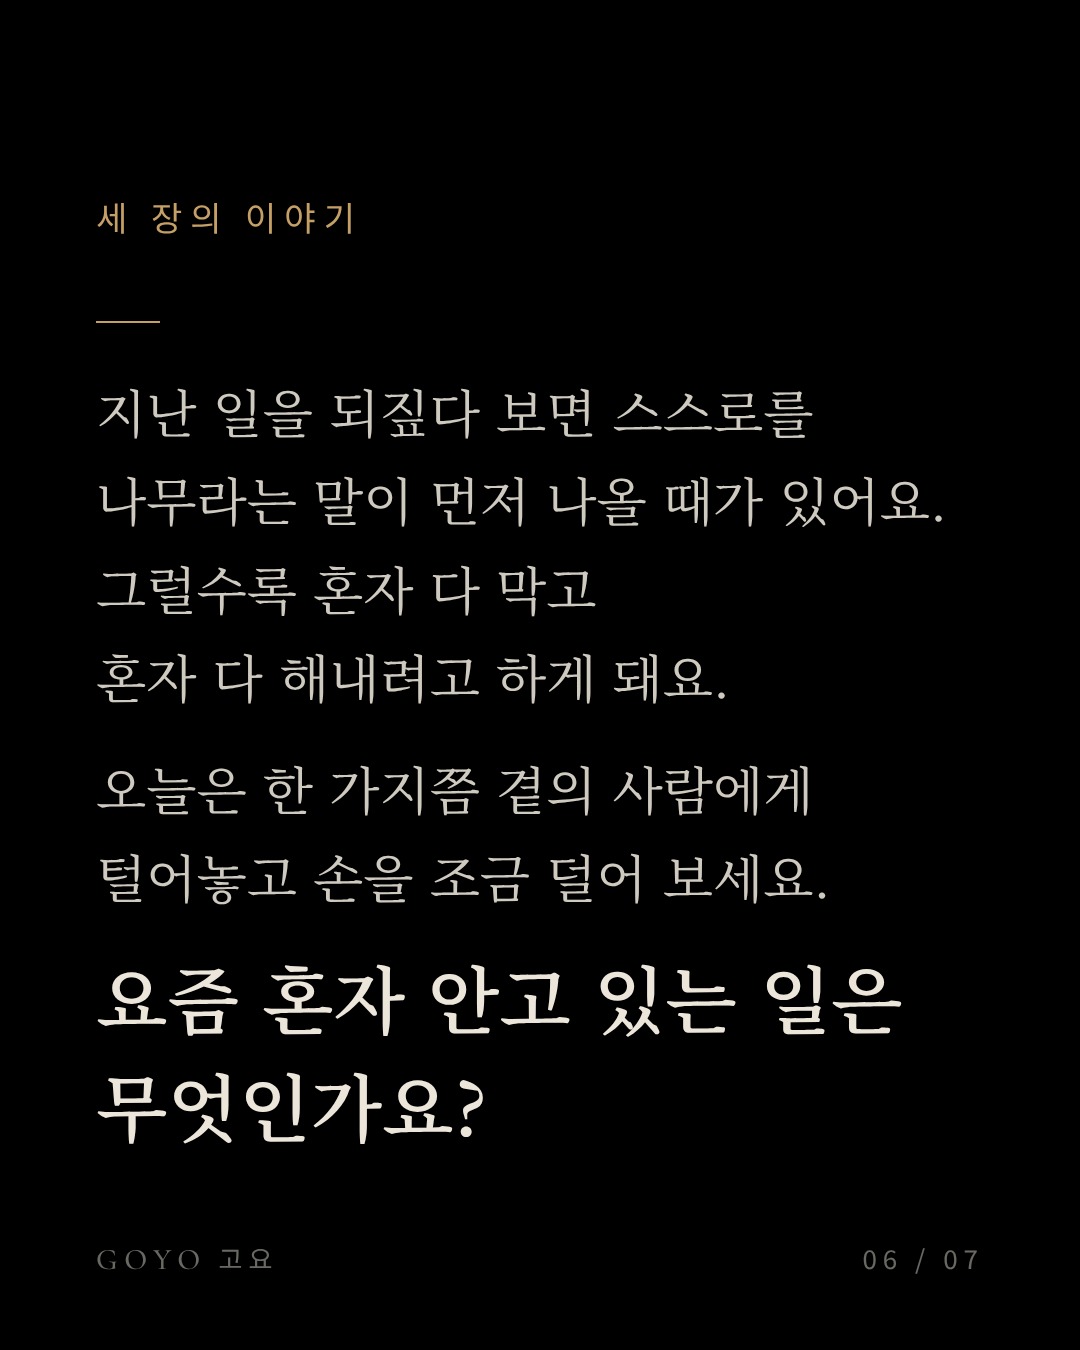 세 장의 이야기
지난 일을 되짚다 보면 스스로를
나무라는 말이 먼저 나올 때가 있어요.
그럴수록 혼자 다 막고
혼자 다 해내려고 하게 돼요.
오늘은 한 가지쯤 곁의 사람에게
털어놓고 손을 조금 덜어 보세요.
요즘 혼자 안고 있는 일은
무엇인가요?
GOYO 고요
06 / 07